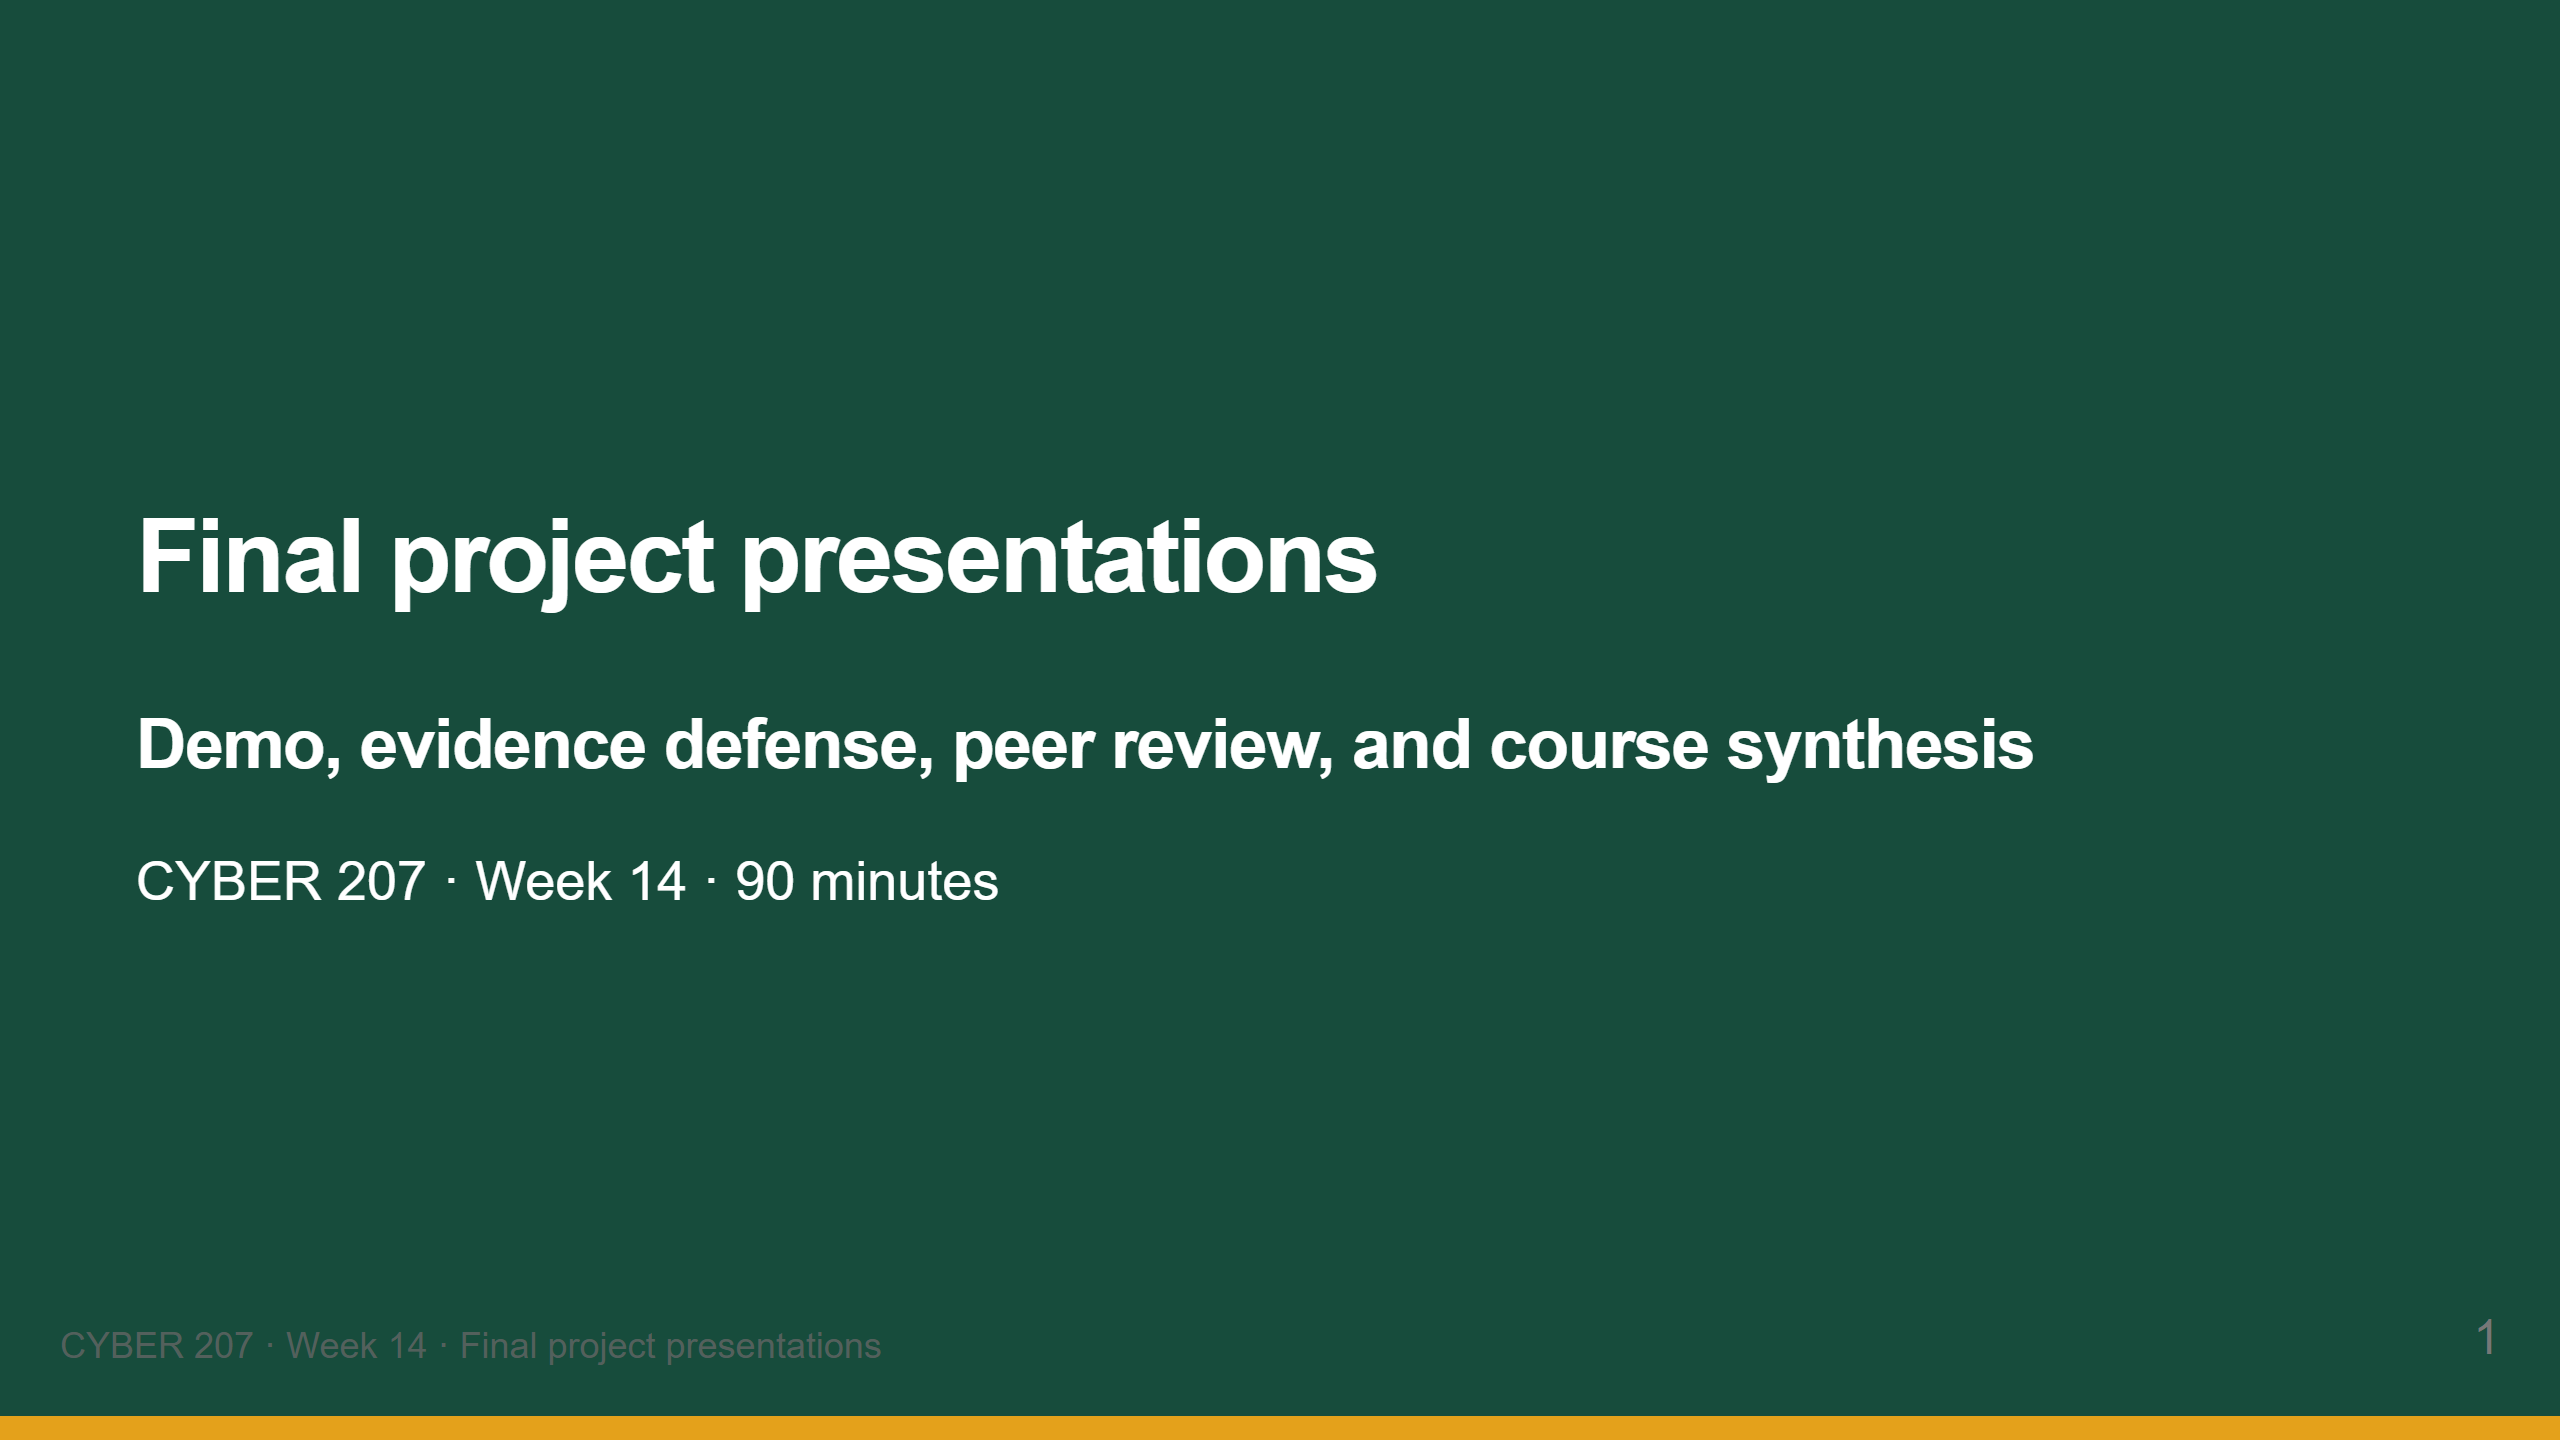 Final project presentations
Demo, evidence defense, peer review, and course synthesis
CYBER 207 · Week 14 · 90 minutes
CYBER 207 · Week 14 · Final project presentations
1